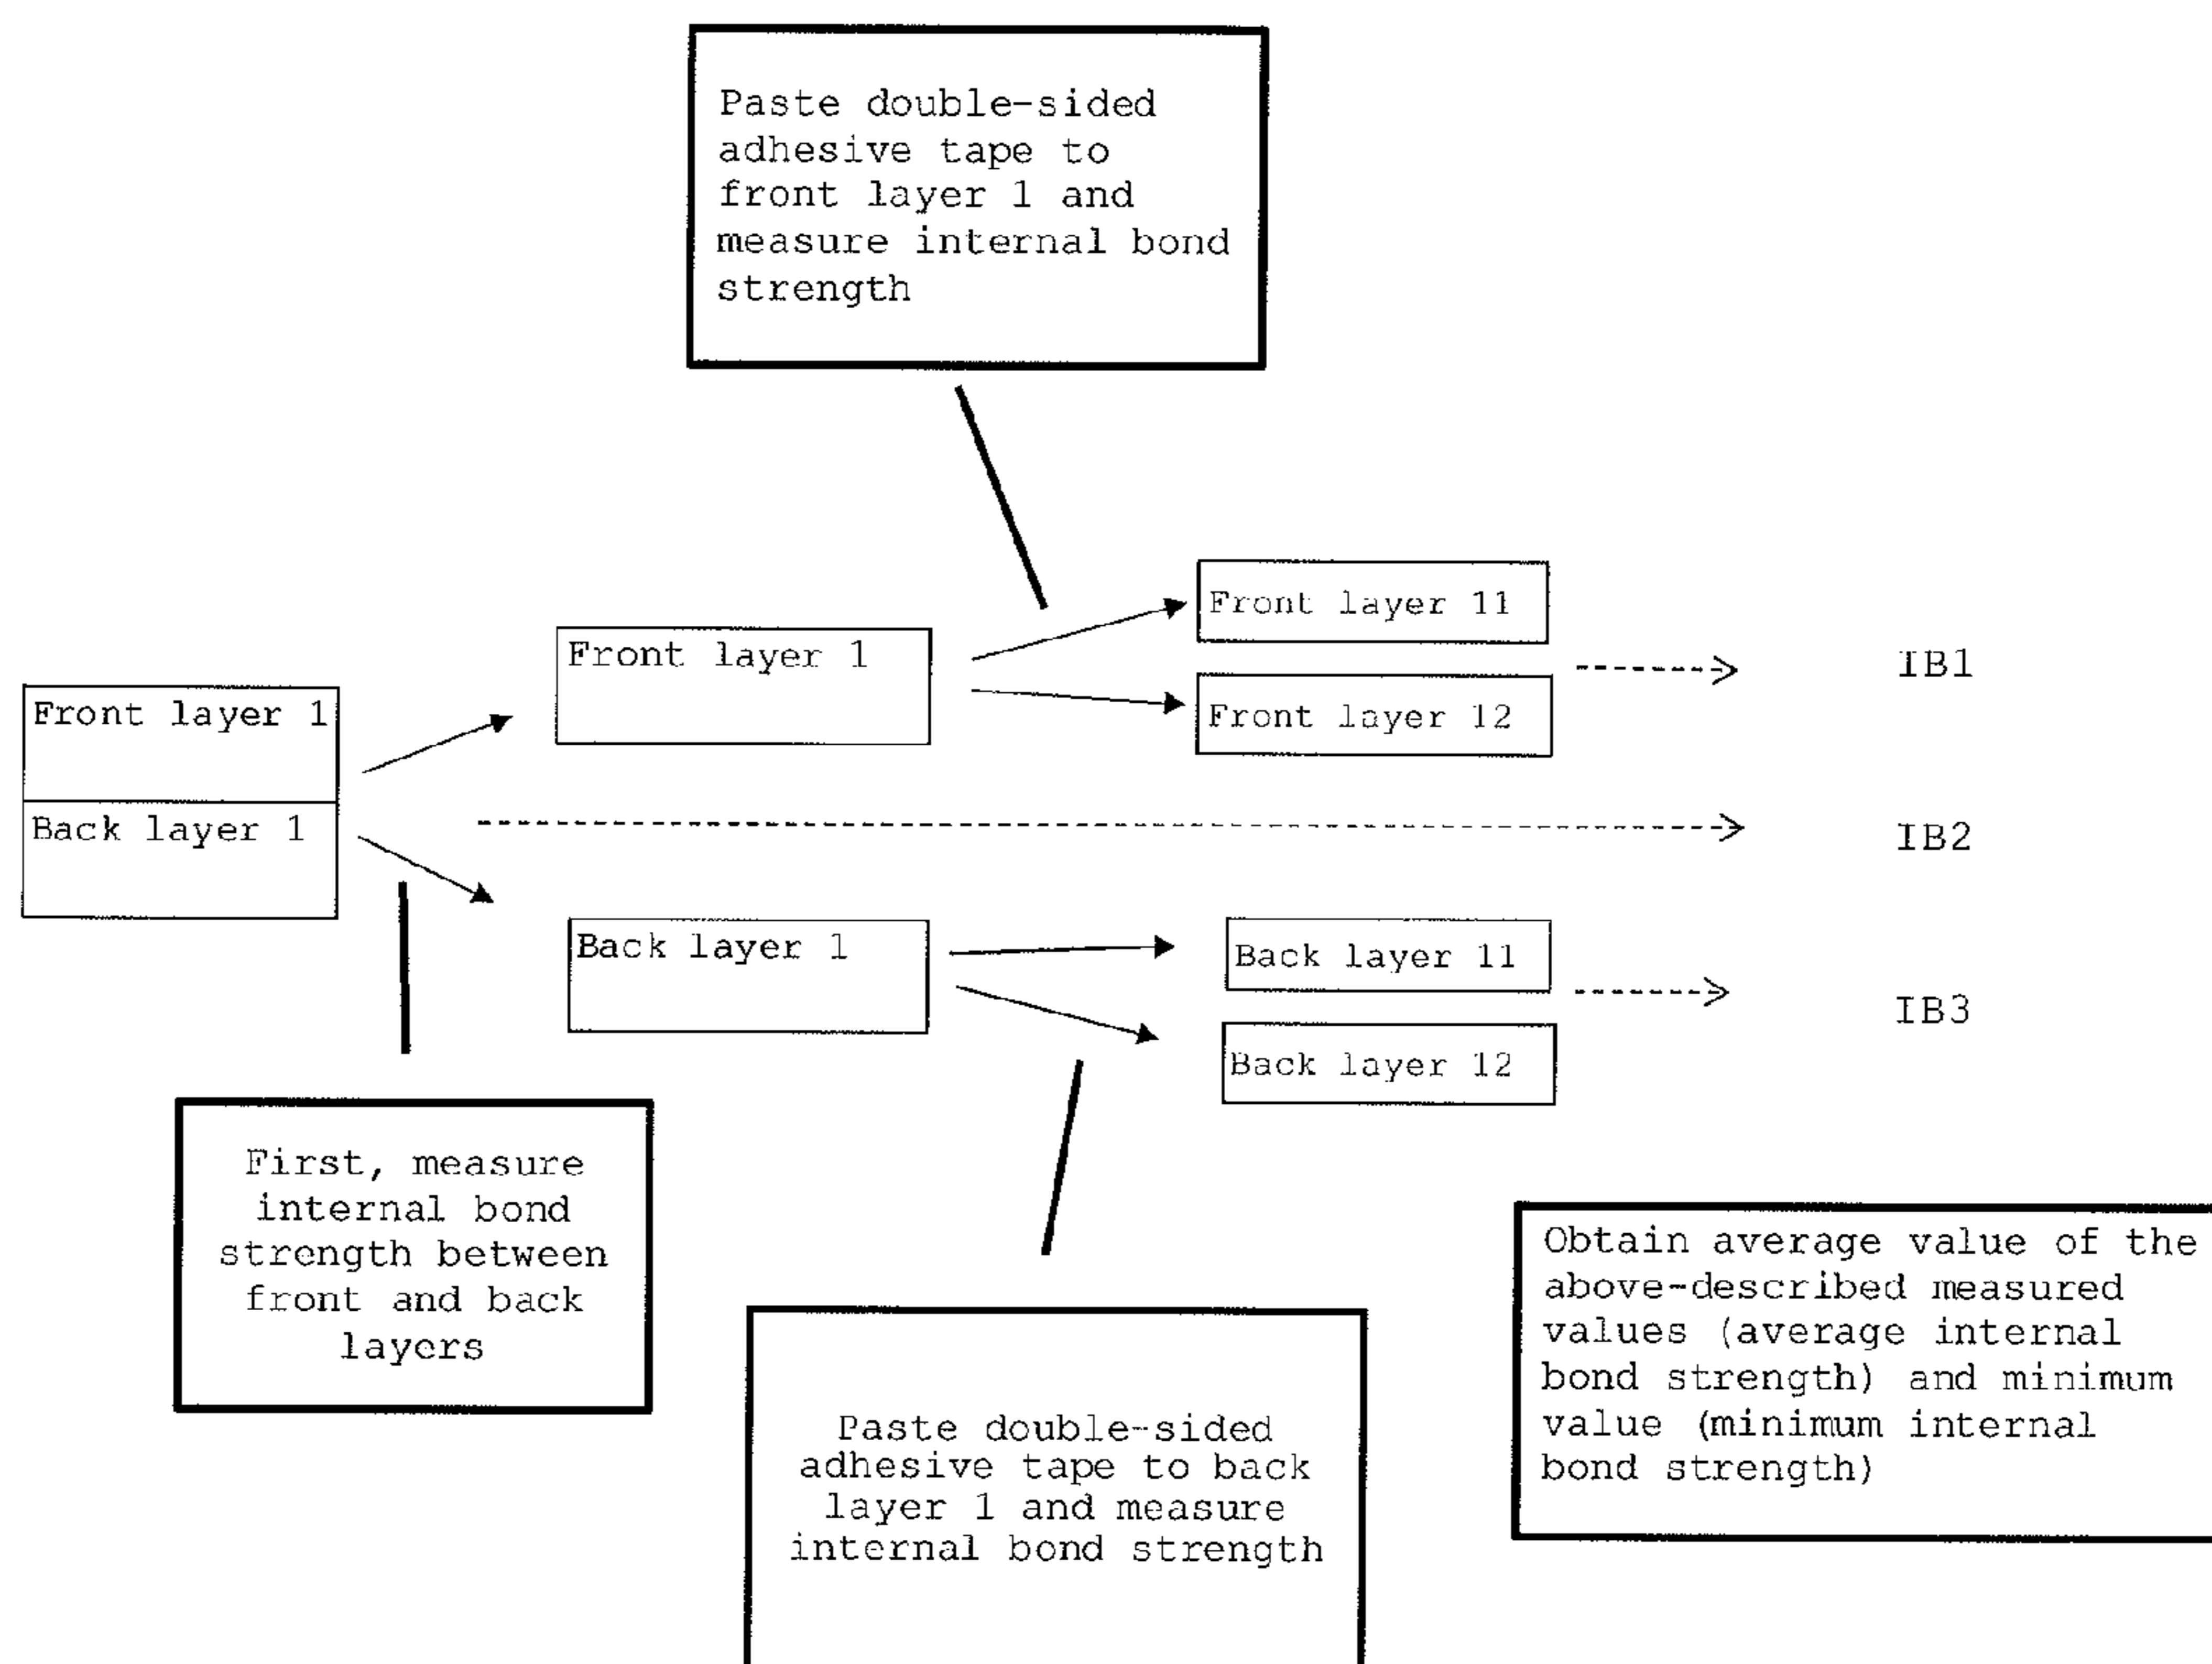 Paste double-sided
adhesive tape to
front layer 1 and
measure internal bond
strength
Front layer 11
Front layer 1
IB1
Front layer 1
Front layer 12
Back layer 1
IB2
Back layer 1
Back layer 11
IB3
Back layer 12
First, measure
internal bond
strength between
front and back
layers
Obtain average value of the
above-described measured
values (average internal
bond strength) and minimum
value (minimum internal
bond strength)
Paste double-sided
adhesive tape to back
layer 1 and measure
internal bond strength